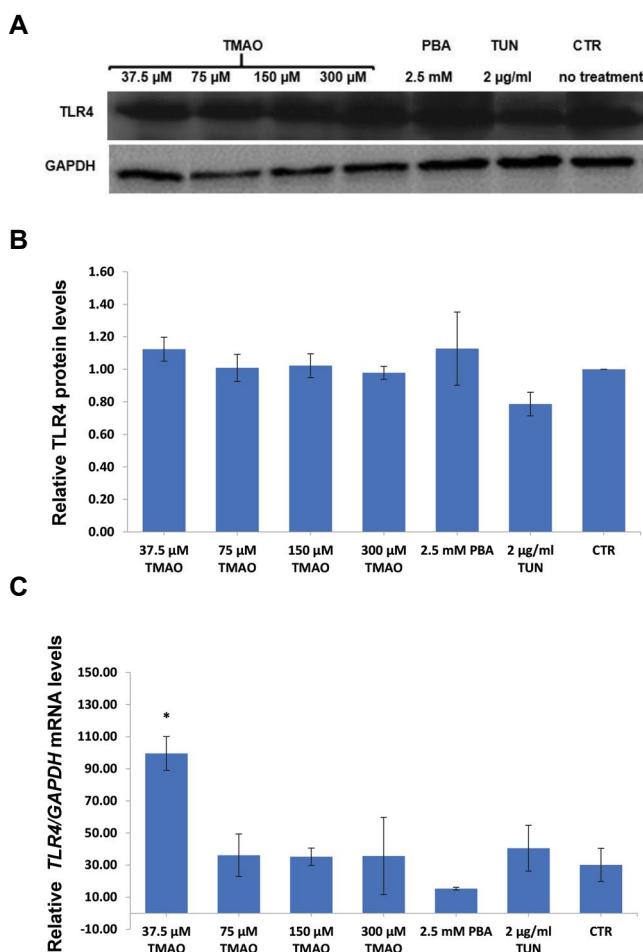 A
TMAO PBA TUN CTR
37.5 µM 75 µM 150 µM 300 µM 2.5 mM 2 µg/ml no treatment
TLR4
GAPDH
B
Relative TLR4 protein levels
1.60
1.40
1.20
1.00
0.80
0.60
0.40
0.20
0.00
37.5 µM 75 µM 150 µM 300 µM 2.5 mM PBA 2 µg/ml CTR
TMAO TMAO TMAO TMAO TUN
C
Relative TLR4/GAPDH mRNA levels
150.00
130.00
110.00
*
90.00
70.00
50.00
30.00
10.00
-10.00
37.5 µM 75 µM 150 µM 300 µM 2.5 mM PBA 2 µg/ml CTR
TMAO TMAO TMAO TMAO TUN